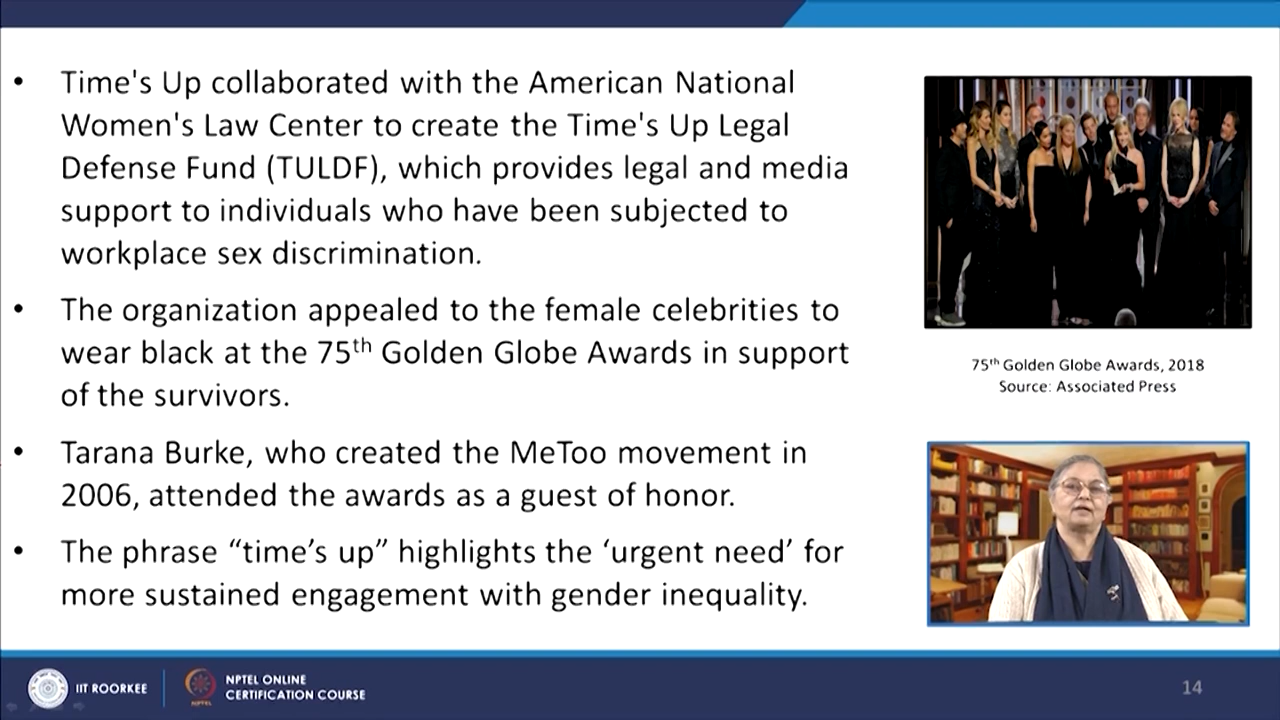 • Time's Up collaborated with the American National
Women's Law Center to create the Time's Up Legal
Defense Fund (TULDF), which provides legal and media
support to individuals who have been subjected to
workplace sex discrimination.
• The organization appealed to the female celebrities to
wear black at the 75th Golden Globe Awards in support
of the survivors.
• Tarana Burke, who created the MeToo movement in
2006, attended the awards as a guest of honor.
• The phrase “time’s up” highlights the ‘urgent need’ for
more sustained engagement with gender inequality.
75th Golden Globe Awards, 2018
Source: Associated Press
IIT ROORKEE
NPTEL
NPTEL ONLINE
CERTIFICATION COURSE
14